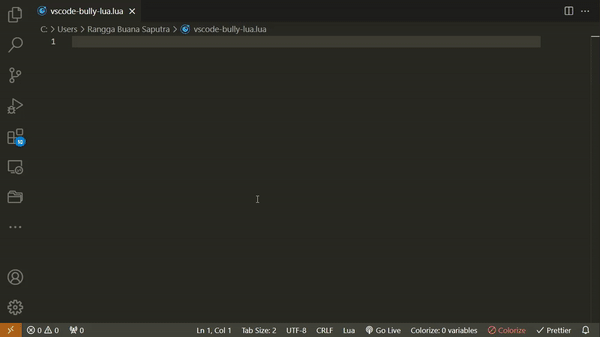 vscode-bully-lua.lua
C: > Users > Rangga Buana Saputra > vscode-bully-lua.lua
1
10
0 0 0 Ln 1, Col 1 Tab Size: 2 UTF-8 CRLF Lua Go Live Colorize: 0 variables Colorize Prettier